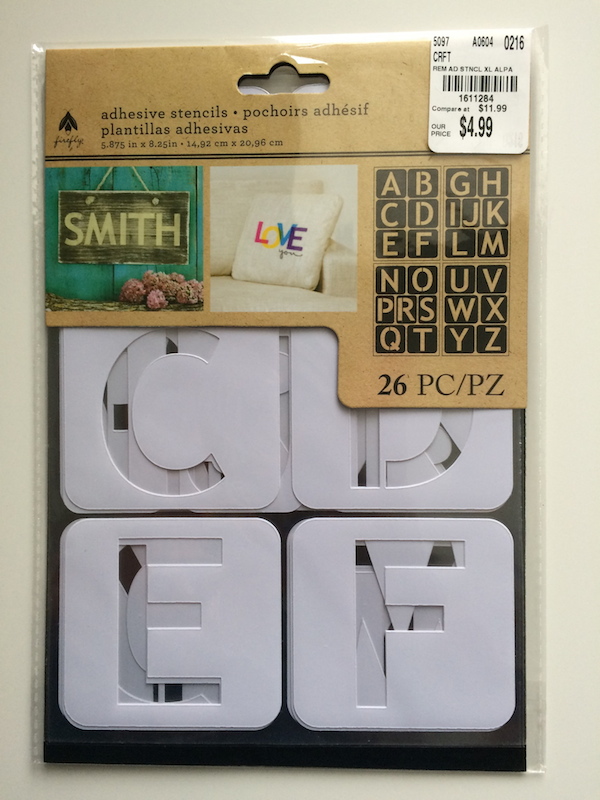 5097 A0604 0216
CRFT
REM AD STNCL XL ALPA
1611284
Compare at $11.99
OUR PRICE $4.99
firefly
adhesive stencils • pochoirs adhésif
plantillas adhesivas
5.875 in x 8.25in • 14,92 cm x 20,96 cm
SMITH
LOVE
you
A B G H
C D I J K
E F L M
N O U V
P R S W X
Q T Y Z
26 PC/PZ
C D
E F